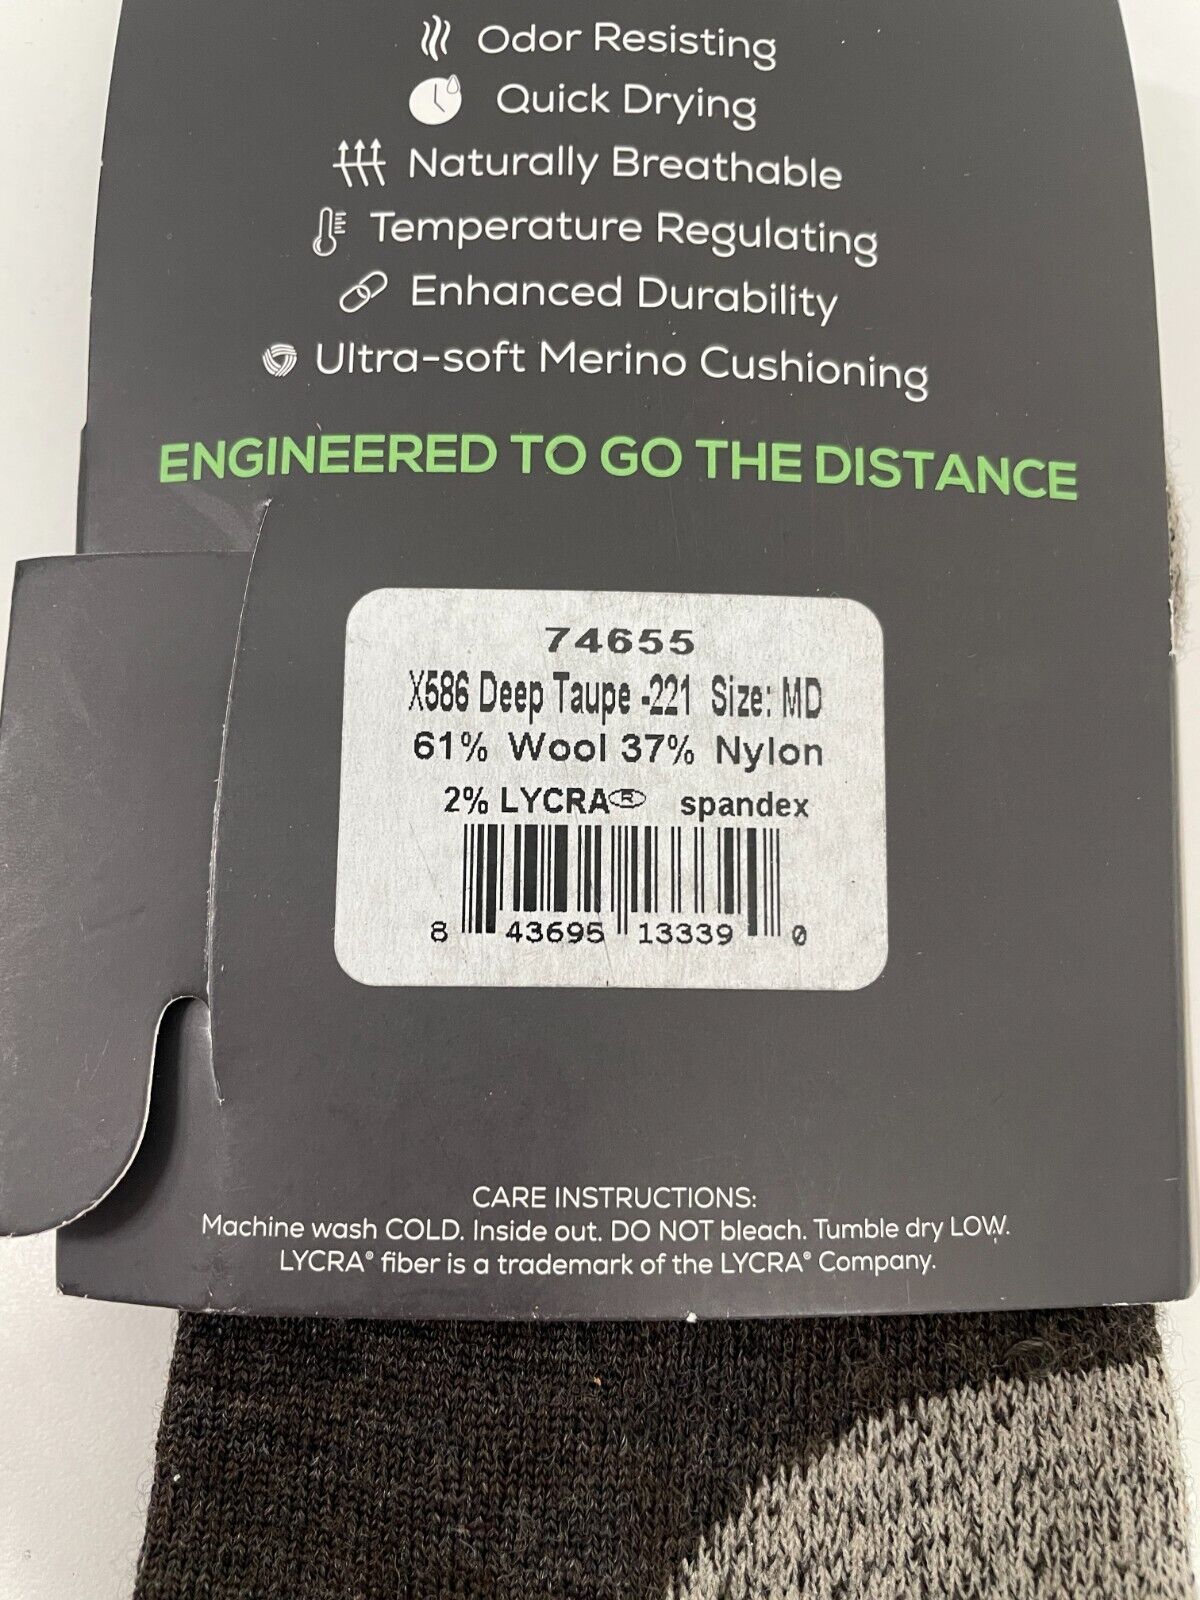 Odor Resisting
Quick Drying
Naturally Breathable
Temperature Regulating
Enhanced Durability
Ultra-soft Merino Cushioning
ENGINEERED TO GO THE DISTANCE
74655
X586 Deep Taupe -221 Size: MD
61% Wool 37% Nylon
2% LYCRA® spandex
8 43695 13339 0
CARE INSTRUCTIONS:
Machine wash COLD. Inside out. DO NOT bleach. Tumble dry LOW.
LYCRA® fiber is a trademark of the LYCRA® Company.